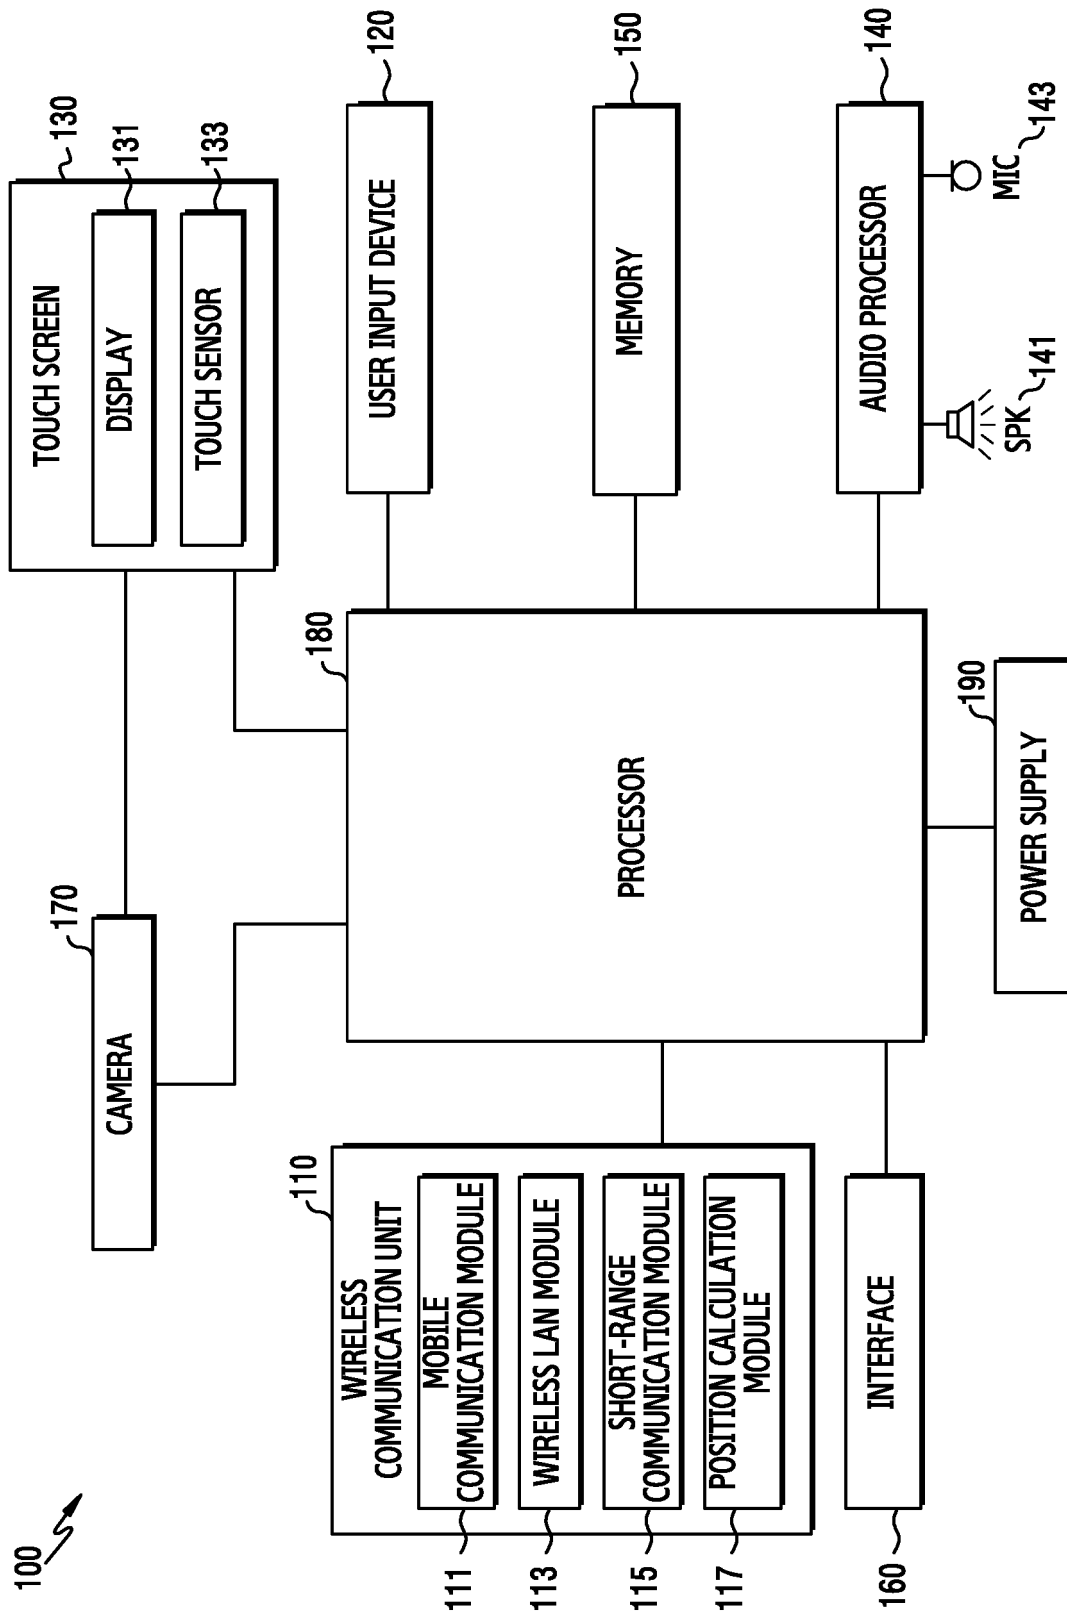 100
170
CAMERA
130
TOUCH SCREEN
131
DISPLAY
133
TOUCH SENSOR
110
WIRELESS
COMMUNICATION UNIT
MOBILE
COMMUNICATION MODULE
111
WIRELESS LAN MODULE
113
SHORT-RANGE
COMMUNICATION MODULE
115
POSITION CALCULATION
MODULE
117
INTERFACE
160
180
PROCESSOR
120
USER INPUT DEVICE
150
MEMORY
140
AUDIO PROCESSOR
SPK
141
MIC
143
190
POWER SUPPLY